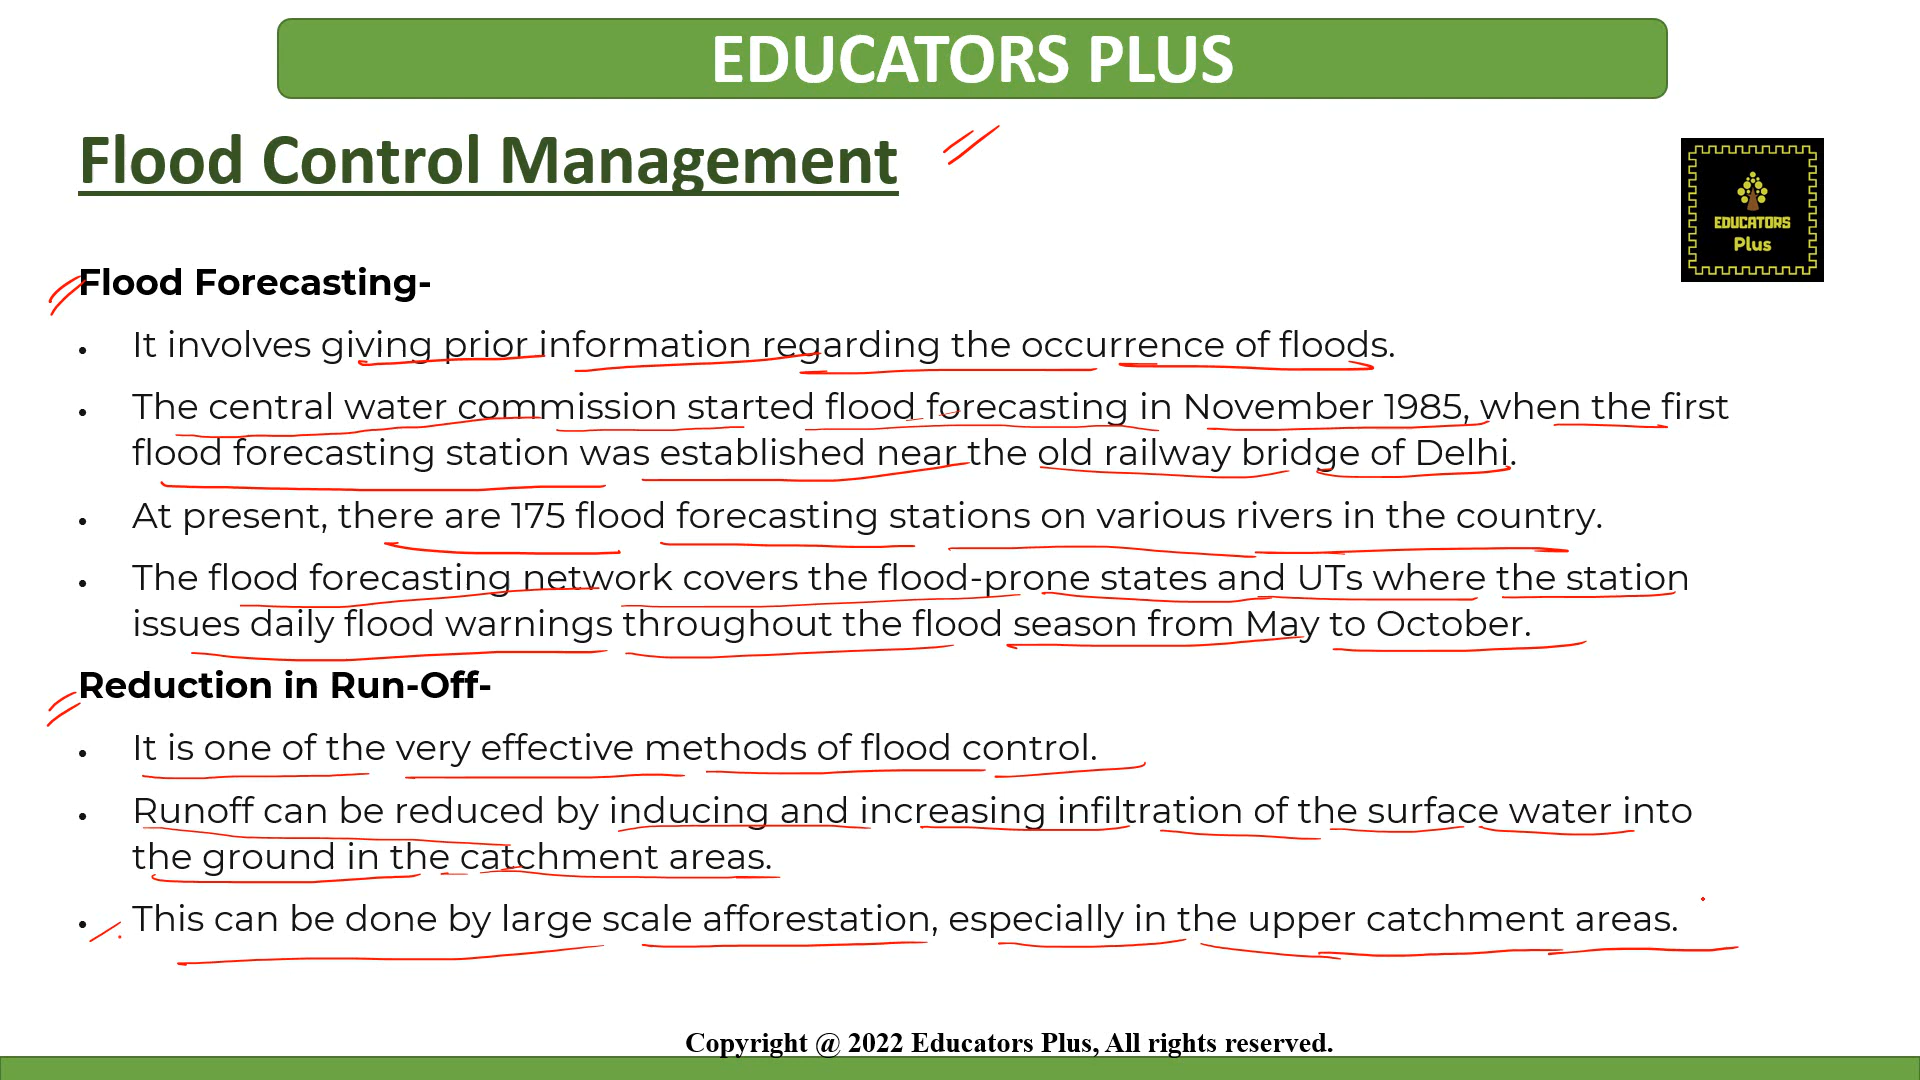 EDUCATORS PLUS
Flood Control Management
EDUCATORS
Plus
Flood Forecasting-
• It involves giving prior information regarding the occurrence of floods.
• The central water commission started flood forecasting in November 1985, when the first
flood forecasting station was established near the old railway bridge of Delhi.
• At present, there are 175 flood forecasting stations on various rivers in the country.
• The flood forecasting network covers the flood-prone states and UTs where the station
issues daily flood warnings throughout the flood season from May to October.
Reduction in Run-Off-
• It is one of the very effective methods of flood control.
• Runoff can be reduced by inducing and increasing infiltration of the surface water into
the ground in the catchment areas.
• This can be done by large scale afforestation, especially in the upper catchment areas.
Copyright @ 2022 Educators Plus, All rights reserved.